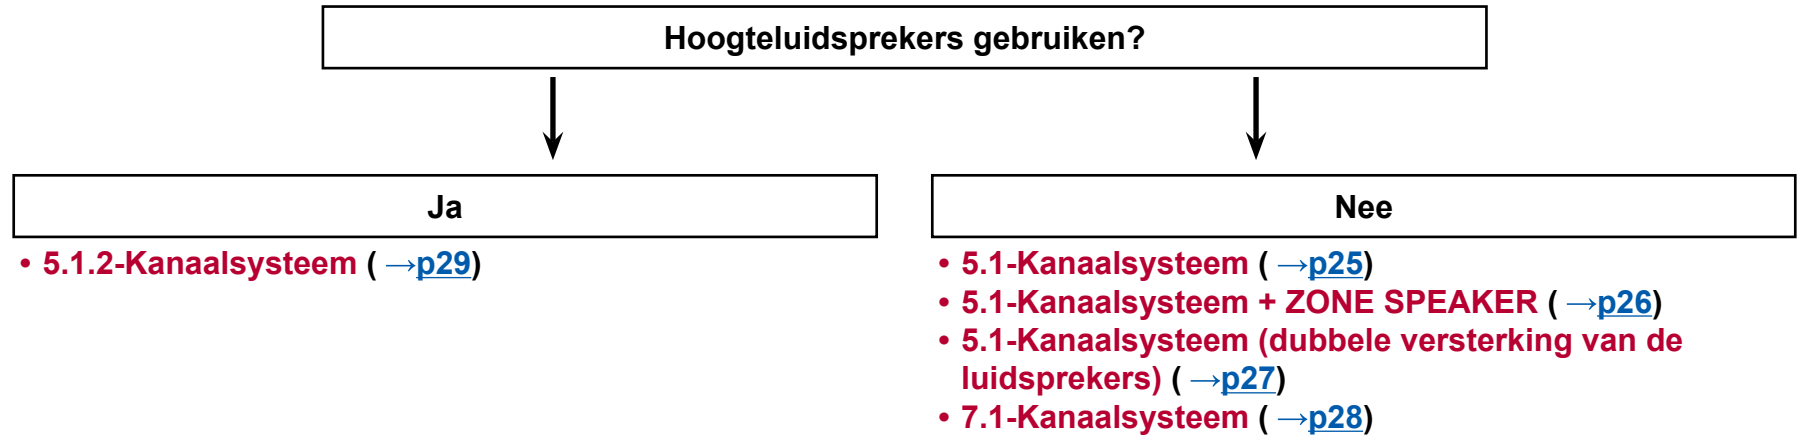 Hoogteluidsprekers gebruiken?
Ja
• 5.1.2-Kanaalsysteem ( →p29)
Nee
• 5.1-Kanaalsysteem ( →p25)
• 5.1-Kanaalsysteem + ZONE SPEAKER ( →p26)
• 5.1-Kanaalsysteem (dubbele versterking van de
luidsprekers) ( →p27)
• 7.1-Kanaalsysteem ( →p28)